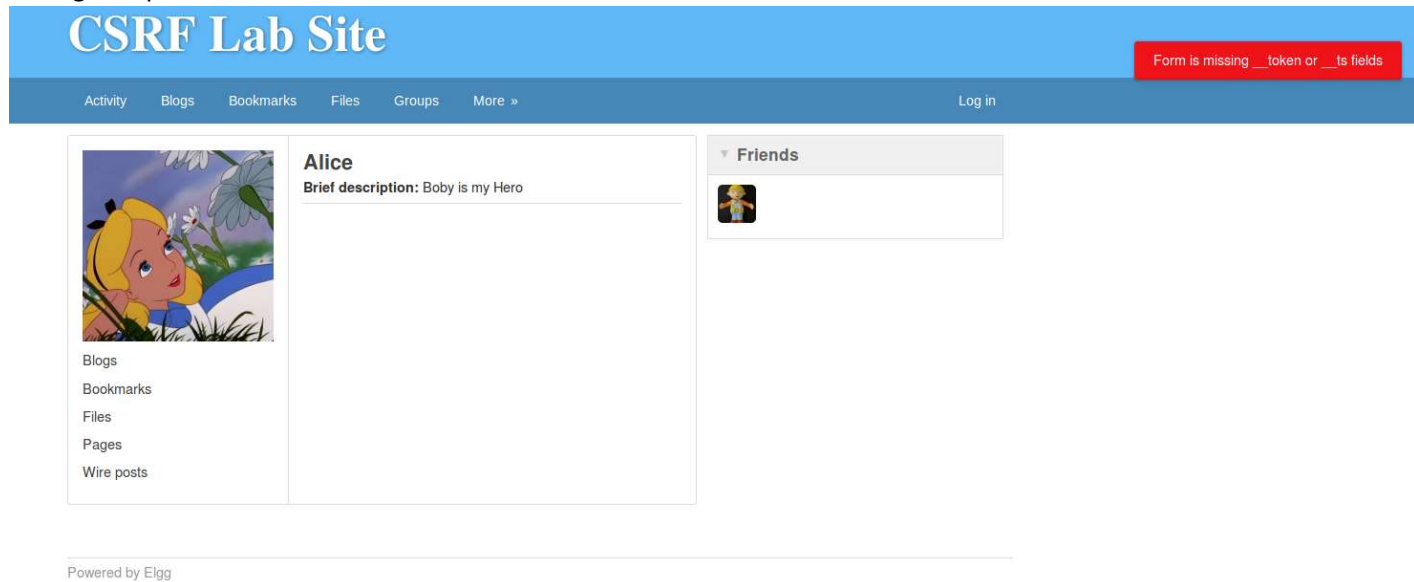 CSRF Lab Site
Form is missing __token or __ts fields
Activity Blogs Bookmarks Files Groups More » Log in
Alice
Brief description: Boby is my Hero
Friends
Blogs
Bookmarks
Files
Pages
Wire posts
Powered by Elgg